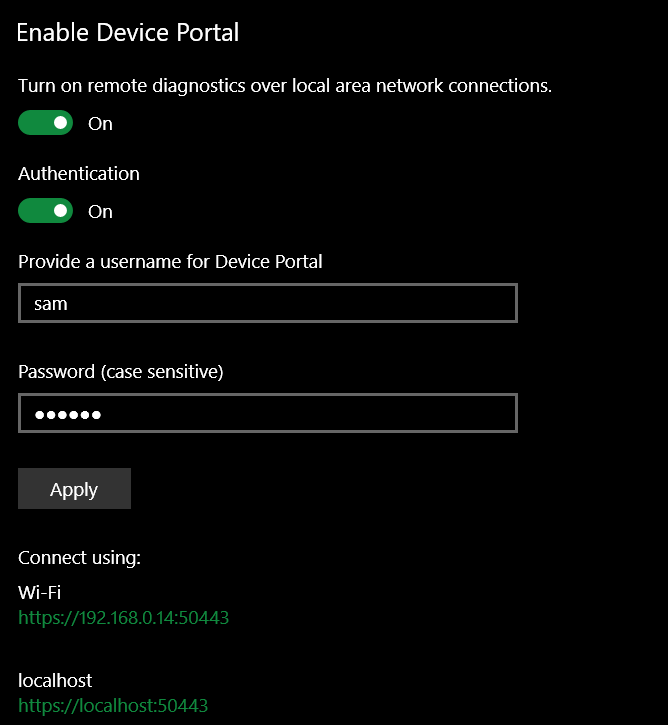 Enable Device Portal
Turn on remote diagnostics over local area network connections.
On
Authentication
On
Provide a username for Device Portal
sam
Password (case sensitive)
●●●●●●
Apply
Connect using:
Wi-Fi
https://192.168.0.14:50443
localhost
https://localhost:50443